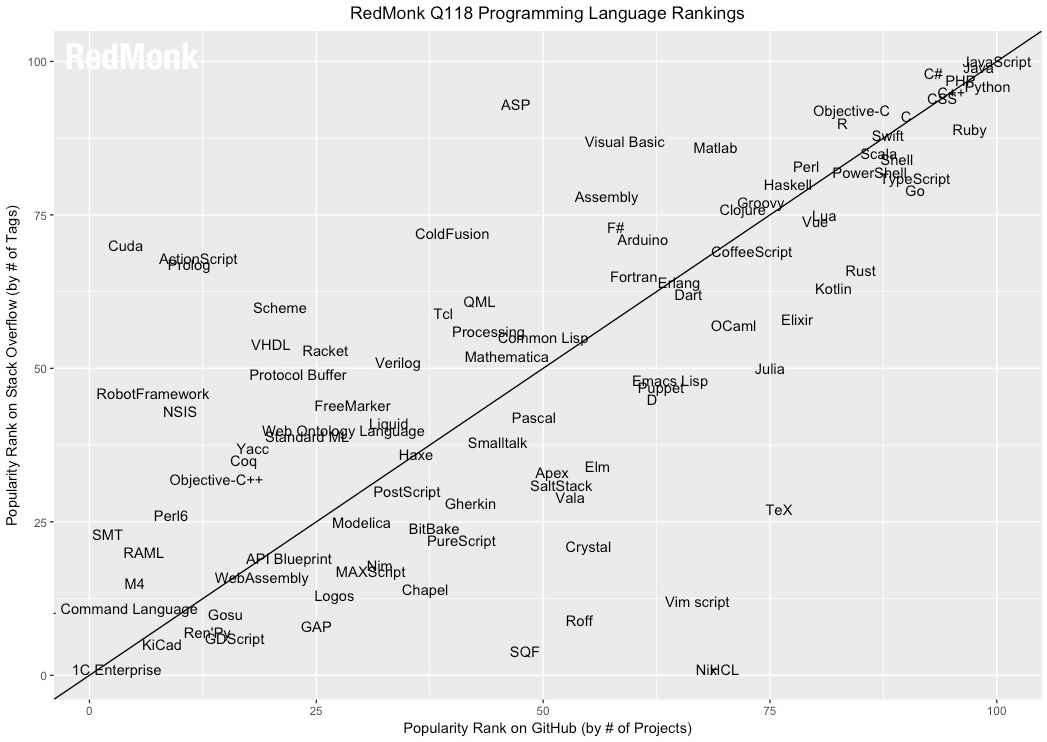 RedMonk Q118 Programming Language Rankings
RedMonk
100
JavaScript
Java
C#
PHP
Python
C++
CSS
ASP
Objective-C
C
R
Ruby
Swift
Visual Basic
Matlab
Scala
Shell
Perl
PowerShell
TypeScript
Haskell
Go
Assembly
Groovy
Clojure
75
Lua
Vue
F#
ColdFusion
Arduino
Cuda
CoffeeScript
ActionScript
Prolog
Rust
Fortran
Erlang
Kotlin
Dart
QML
Scheme
Tcl
Elixir
OCaml
Processing
Common Lisp
VHDL
Racket
Mathematica
Verilog
50
Julia
Protocol Buffer
Emacs Lisp
Puppet
RobotFramework
D
FreeMarker
NSIS
Pascal
Liquid
Web Ontology Language
Standard ML
Smalltalk
Yacc
Haxe
Coq
Elm
Apex
Objective-C++
SaltStack
PostScript
Vala
Gherkin
TeX
Perl6
25
Modelica
BitBake
SMT
PureScript
Crystal
RAML
API Blueprint
Nim
MAXScript
WebAssembly
M4
Chapel
Logos
Vim script
Command Language
Gosu
Roff
GAP
Ren'Py
GDScript
KiCad
SQF
0
1C Enterprise
Nix
HCL
0
25
50
75
100
Popularity Rank on GitHub (by # of Projects)
Popularity Rank on Stack Overflow (by # of Tags)